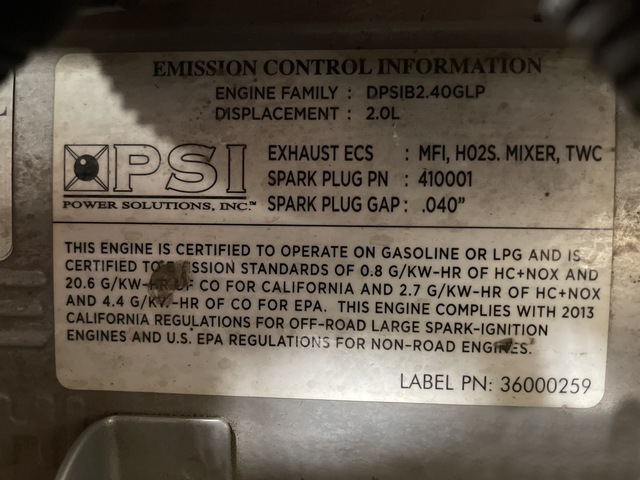 EMISSION CONTROL INFORMATION
ENGINE FAMILY : DPSIB2.40GLP
DISPLACEMENT : 2.0L
PSI
POWER SOLUTIONS, INC.™
EXHAUST ECS : MFI, H02S. MIXER, TWC
SPARK PLUG PN : 410001
SPARK PLUG GAP : .040”
THIS ENGINE IS CERTIFIED TO OPERATE ON GASOLINE OR LPG AND IS
CERTIFIED TO SSION STANDARDS OF 0.8 G/KW-HR OF HC+NOX AND
20.6 G/KW-HR OF CO FOR CALIFORNIA AND 2.7 G/KW-HR OF HC+NOX
AND 4.4 G/KW-HR OF CO FOR EPA. THIS ENGINE COMPLIES WITH 2013
CALIFORNIA REGULATIONS FOR OFF-ROAD LARGE SPARK-IGNITION
ENGINES AND U.S. EPA REGULATIONS FOR NON-ROAD ENGINES.
LABEL PN: 36000259